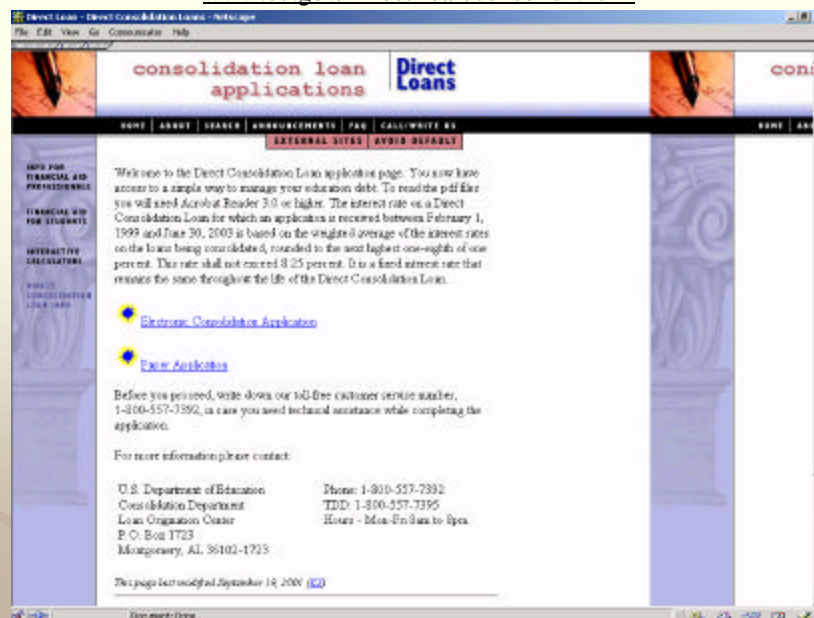 Direct Loan - Direct Consolidation Loans - Netscape
File Edit View Go Communicator Help
consolidation loan
applications
Direct
Loans
cons
HOME | ABOUT | SEARCH | ANNOUNCEMENTS | FAQ | CALL/WRITE US
HOME | AB
EXTERNAL SITES | AVOID DEFAULT
INFO FOR
FINANCIAL AID
PROFESSIONALS
FINANCIAL AID
FOR STUDENTS
INTERACTIVE
CALCULATORS
ABOUT
CONSOLIDATION
LOAN INFO
Welcome to the Direct Consolidation Loan application page. You now have
access to a simple way to manage your education debt. To read the pdf files
you will need Acrobat Reader 3.0 or higher. The interest rate on a Direct
Consolidation Loan for which an application is received between February 1,
1999 and June 30, 2003 is based on the weighted average of the interest rates
on the loans being consolidated, rounded to the next highest one-eighth of one
percent. This rate shall not exceed 8.25 percent. It is a fixed interest rate that
remains the same throughout the life of the Direct Consolidation Loan.
Electronic Consolidation Application
Paper Application
Before you proceed, write down our toll-free customer service number,
1-800-557-7392, in case you need technical assistance while completing the
application.
For more information please contact:
U.S. Department of Education
Consolidation Department
Loan Origination Center
P.O. Box 1723
Montgomery, AL 36102-1723
Phone: 1-800-557-7392
TDD: 1-800-557-7395
Hours - Mon-Fri 8am to 8pm
This page last modified September 19, 2001
Document: Done